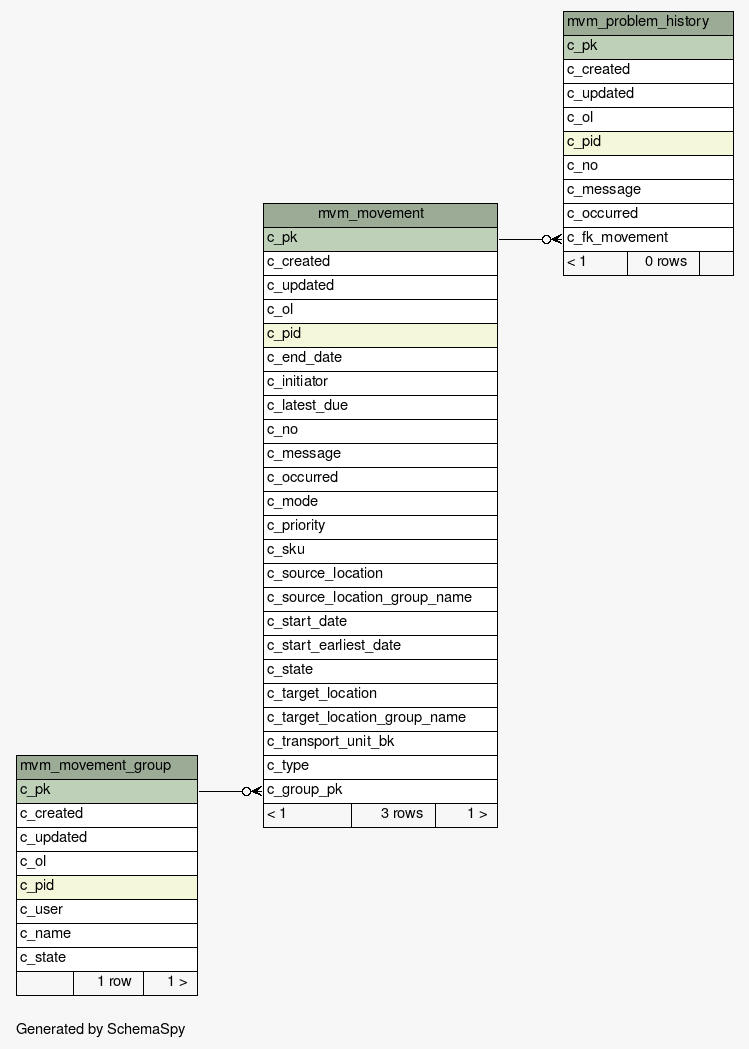 mvm_problem_history
c_pk
c_created
c_updated
c_ol
c_pid
c_no
c_message
c_occurred
c_fk_movement
< 1 0 rows
mvm_movement
c_pk
c_created
c_updated
c_ol
c_pid
c_end_date
c_initiator
c_latest_due
c_no
c_message
c_occurred
c_mode
c_priority
c_sku
c_source_location
c_source_location_group_name
c_start_date
c_start_earliest_date
c_state
c_target_location
c_target_location_group_name
c_transport_unit_bk
c_type
c_group_pk
< 1 3 rows 1 >
mvm_movement_group
c_pk
c_created
c_updated
c_ol
c_pid
c_user
c_name
c_state
1 row 1 >
Generated by SchemaSpy